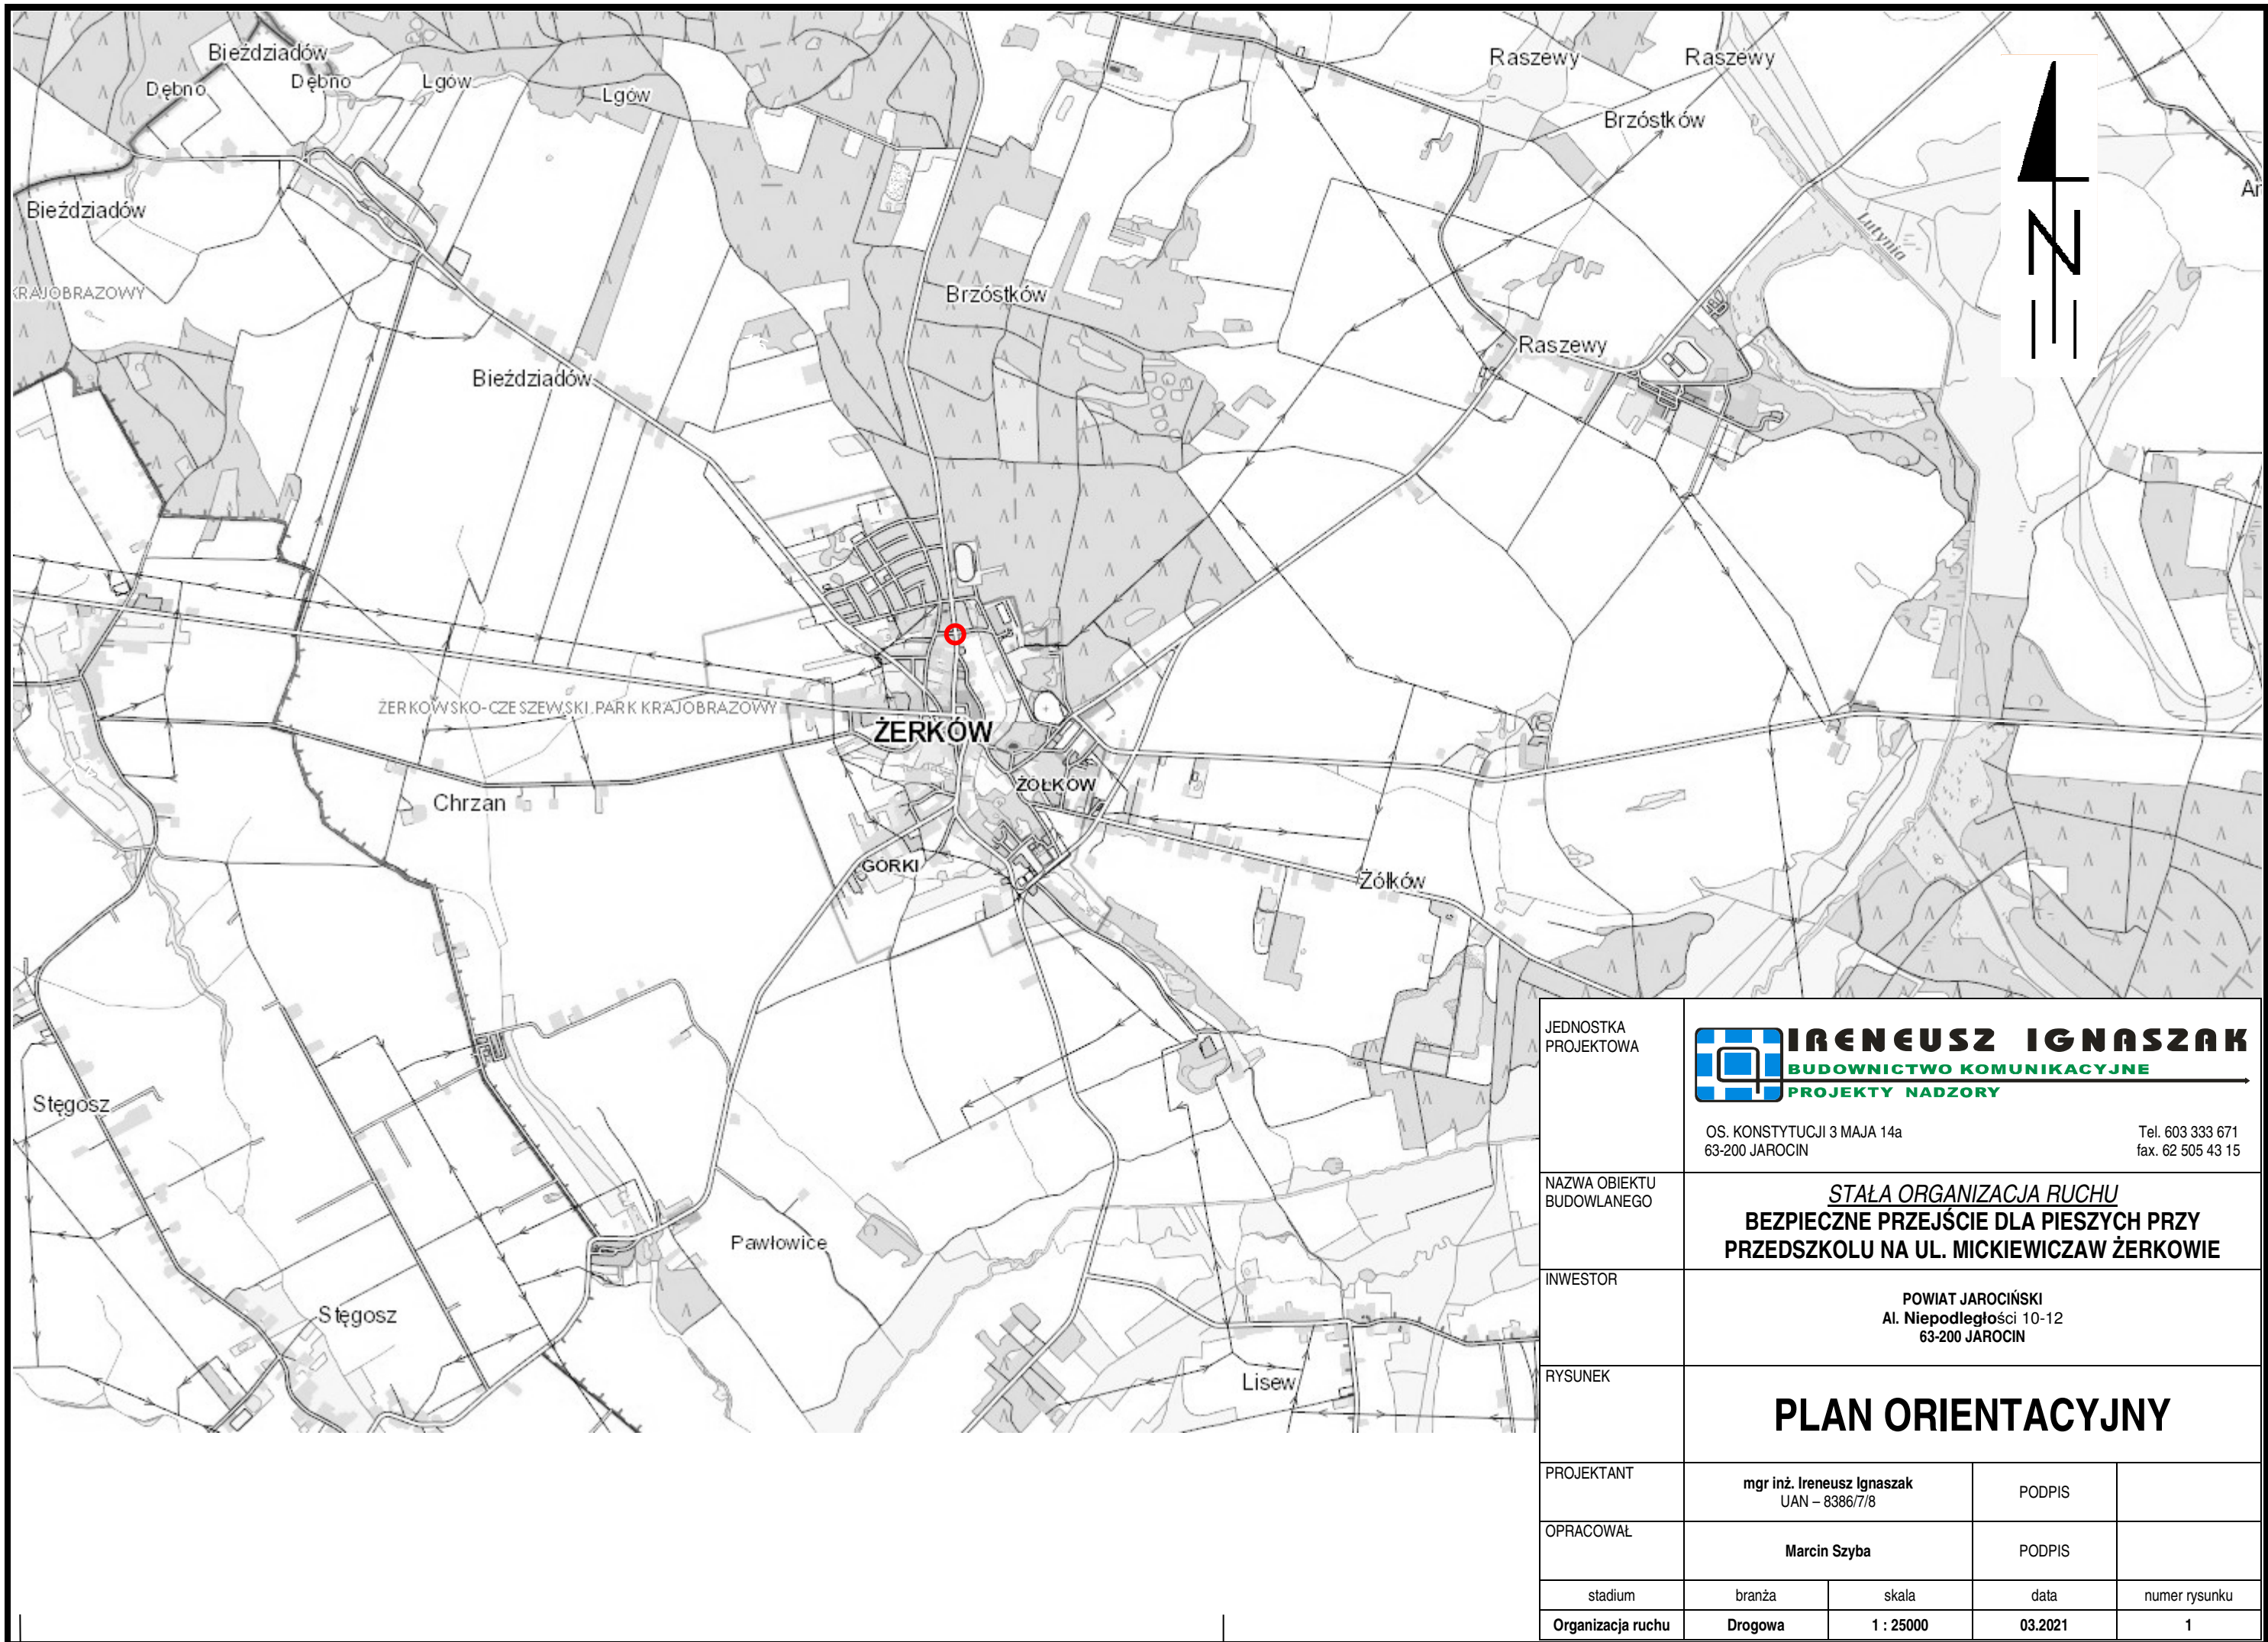 Bieździadów
Dębno
Dębno
Lgów
Lgów
Raszewy
Raszewy
Brzóstków
Bieździadów
Lutynia
N
KRAJOBRAZOWY
Brzóstków
Raszewy
Bieździadów
ŻERKOWSKO-CZESZEWSKI PARK KRAJOBRAZOWY
ŻERKÓW
ŻÓŁKÓW
Chrzan
GÓRKI
Żółków
Stęgosz
Pawłowice
Stęgosz
Lisew
JEDNOSTKA
PROJEKTOWA
IRENEUSZ IGNASZAK
BUDOWNICTWO KOMUNIKACYJNE
PROJEKTY NADZORY
OS. KONSTYTUCJI 3 MAJA 14a
63-200 JAROCIN
Tel. 603 333 671
fax. 62 505 43 15
NAZWA OBIEKTU
BUDOWLANEGO
STAŁA ORGANIZACJA RUCHU
BEZPIECZNE PRZEJŚCIE DLA PIESZYCH PRZY
PRZEDSZKOLU NA UL. MICKIEWICZAW ŻERKOWIE
INWESTOR
POWIAT JAROCIŃSKI
Al. Niepodległości 10-12
63-200 JAROCIN
RYSUNEK
PLAN ORIENTACYJNY
PROJEKTANT
mgr inż. Ireneusz Ignaszak
UAN – 8386/7/8
PODPIS
OPRACOWAŁ
Marcin Szyba
PODPIS
stadium branża skala data numer rysunku
Organizacja ruchu Drogowa 1 : 25000 03.2021 1